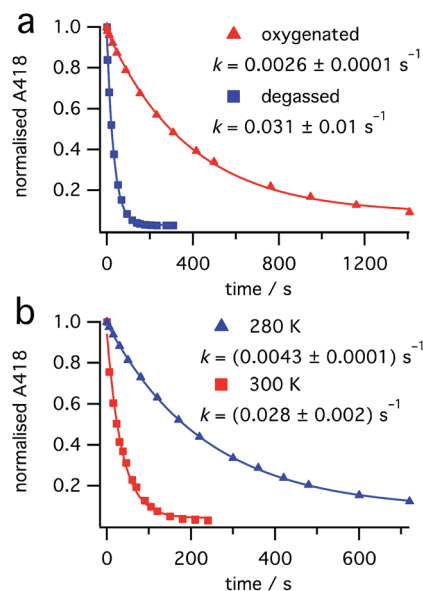 a
normalised A418
1.0
0.8
0.6
0.4
0.2
oxygenated
k = 0.0026 ± 0.0001 s⁻¹
degassed
k = 0.031 ± 0.01 s⁻¹
0 400 800 1200
time / s
b
normalised A418
1.0
0.8
0.6
0.4
0.2
280 K
k = (0.0043 ± 0.0001) s⁻¹
300 K
k = (0.028 ± 0.002) s⁻¹
0 200 400 600
time / s